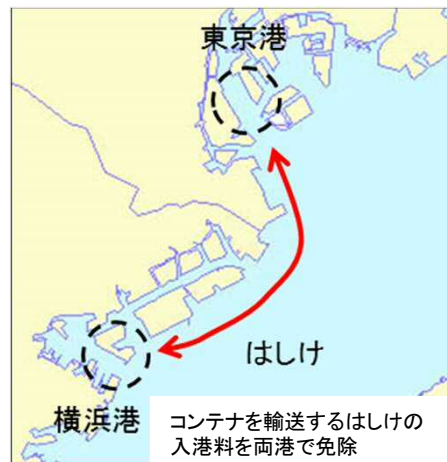 東京港
はしけ
横浜港
コンテナを輸送するはしけの
入港料を両港で免除